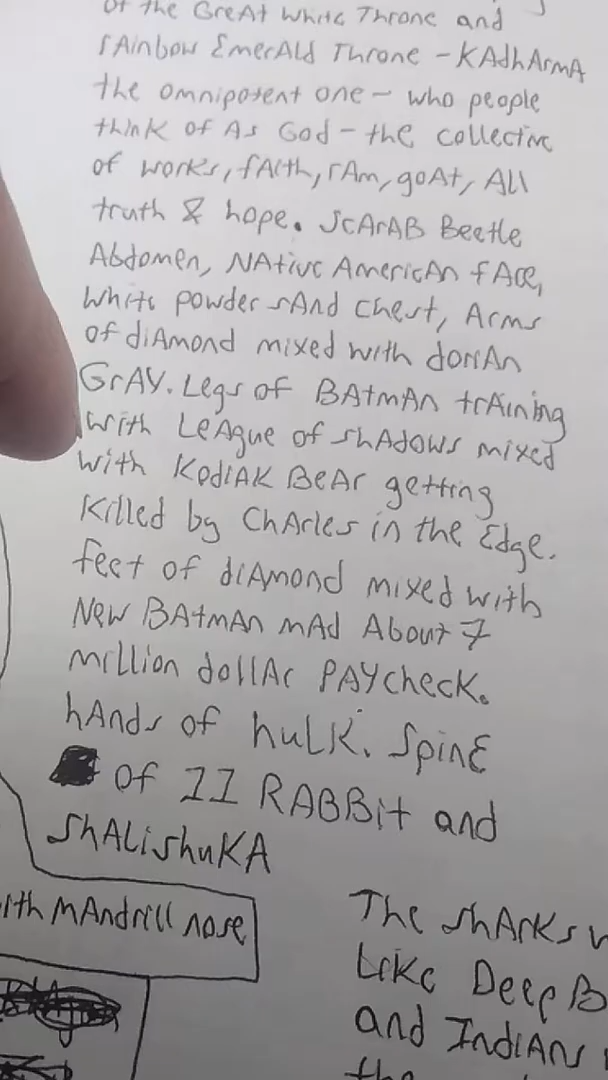 of the Great White Throne and
rAinbow EmerAld Throne - KAdhArmA
the omnipotent one - who people
think of As God - the collective
of works, fAith, rAm, goAt, All
truth & hope. ScArAB Beetle
Abdomen, NAtive AmericAn fAce,
White powder sAnd chest, Arms
of diAmond mixed with doriAn
GrAy. Legs of BAtmAn trAining
with LeAgue of shAdows mixed
with KodiAK BeAr getting
Killed by ChArles in the Edge.
feet of diAmond mixed with
New BAtmAn mAd About 7
million dollAr PAycheck.
hAnds of hulk. Spine
of II RABBit and
ShALishuKA
ith MAndrill nose
The shArks
Like Deep B
and IndiAns
the